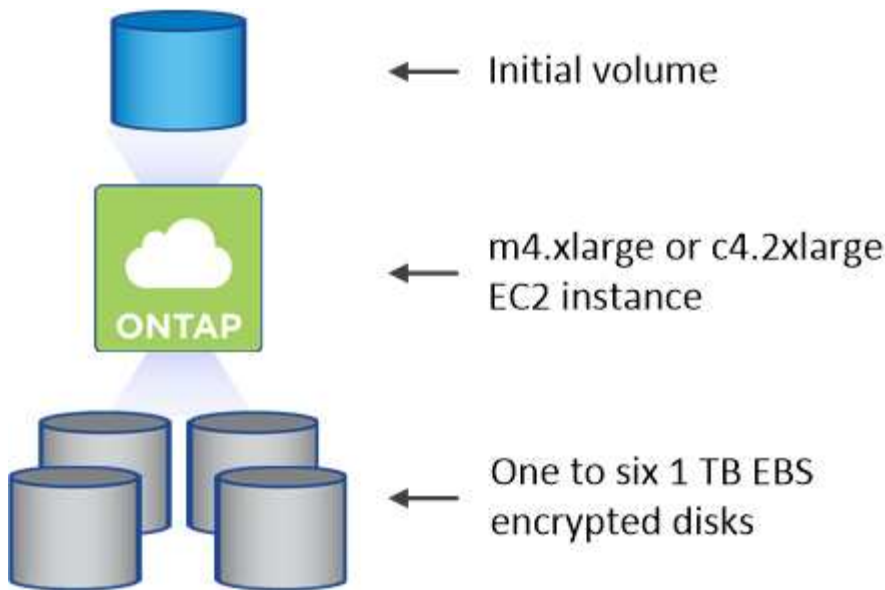 Initial volume
m4.xlarge or c4.2xlarge
EC2 instance
ONTAP
One to six 1 TB EBS
encrypted disks